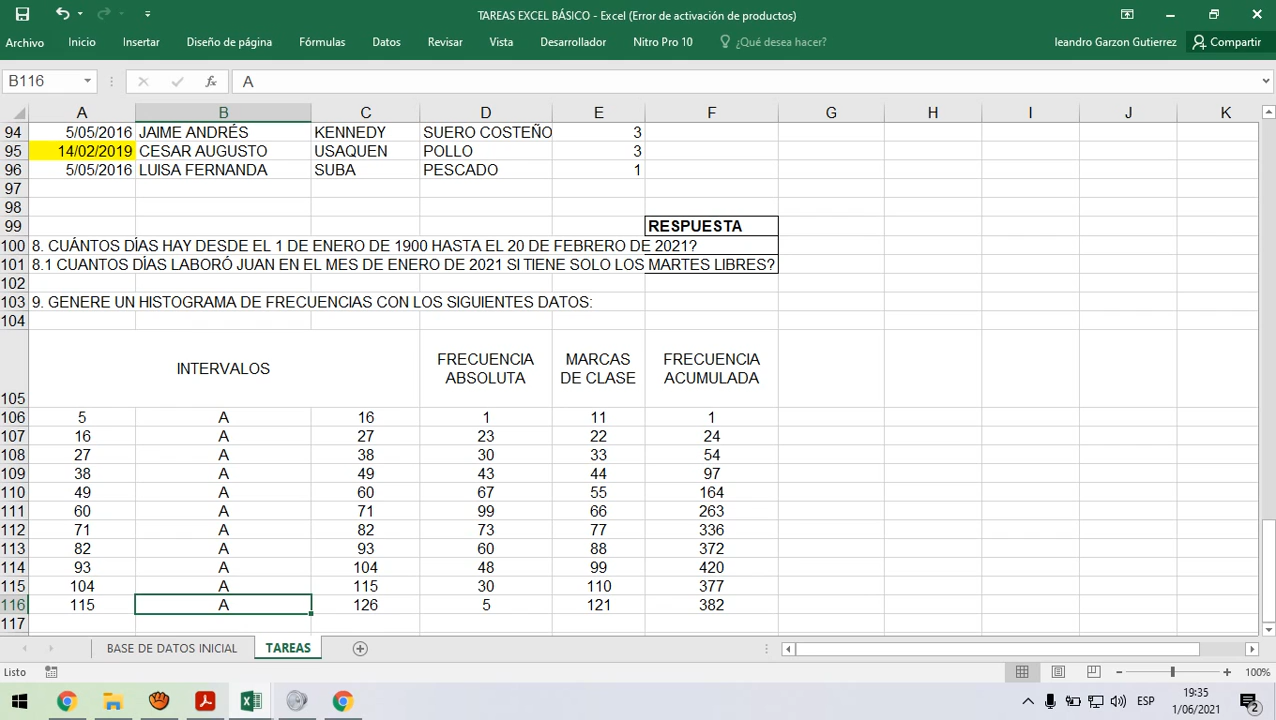 TAREAS EXCEL BÁSICO - Excel (Error de activación de productos)
Archivo Inicio Insertar Diseño de página Fórmulas Datos Revisar Vista Desarrollador Nitro Pro 10 ¿Qué desea hacer? leandro Garzon Gutierrez Compartir
B116 fx A
A B C D E F G H I J K
94 5/05/2016 JAIME ANDRÉS KENNEDY SUERO COSTEÑO 3
95 14/02/2019 CESAR AUGUSTO USAQUEN POLLO 3
96 5/05/2016 LUISA FERNANDA SUBA PESCADO 1
97
98
99 RESPUESTA
100 8. CUÁNTOS DÍAS HAY DESDE EL 1 DE ENERO DE 1900 HASTA EL 20 DE FEBRERO DE 2021?
101 8.1 CUANTOS DÍAS LABORÓ JUAN EN EL MES DE ENERO DE 2021 SI TIENE SOLO LOS MARTES LIBRES?
102
103 9. GENERE UN HISTOGRAMA DE FRECUENCIAS CON LOS SIGUIENTES DATOS:
104
105 INTERVALOS FRECUENCIA ABSOLUTA MARCAS DE CLASE FRECUENCIA ACUMULADA
106 5 A 16 1 11 1
107 16 A 27 23 22 24
108 27 A 38 30 33 54
109 38 A 49 43 44 97
110 49 A 60 67 55 164
111 60 A 71 99 66 263
112 71 A 82 73 77 336
113 82 A 93 60 88 372
114 93 A 104 48 99 420
115 104 A 115 30 110 377
116 115 A 126 5 121 382
117
BASE DE DATOS INICIAL TAREAS
Listo 100%
ESP 19:35
1/06/2021 2